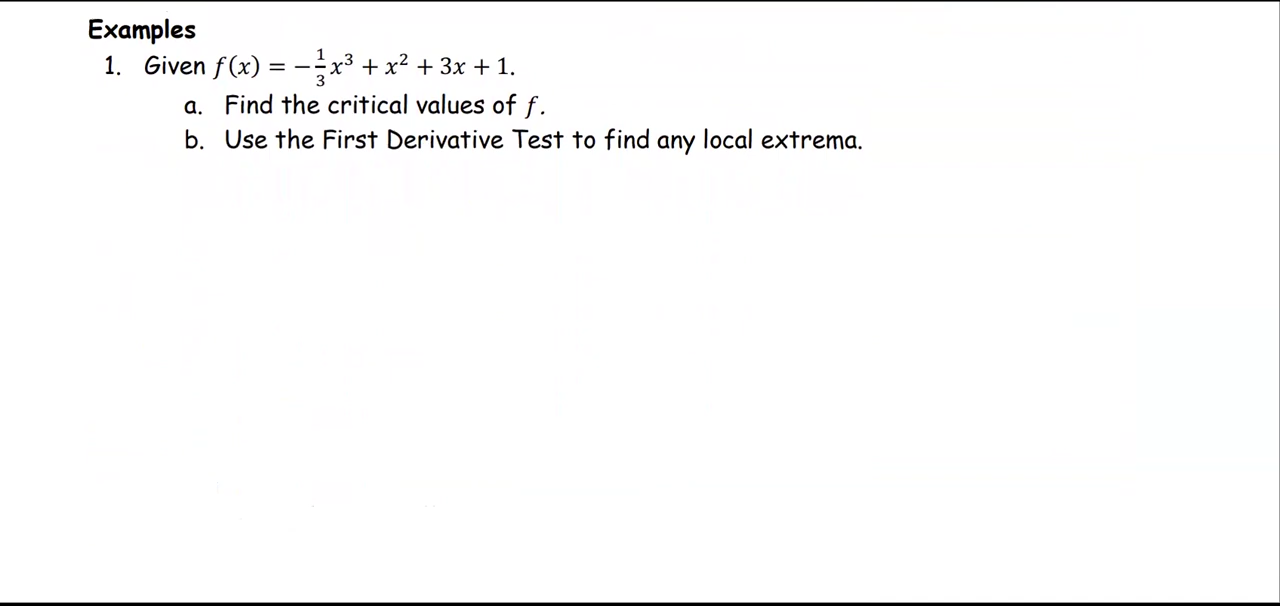 Examples
1. Given f(x) = −⅓x³ + x² + 3x + 1.
a. Find the critical values of f.
b. Use the First Derivative Test to find any local extrema.